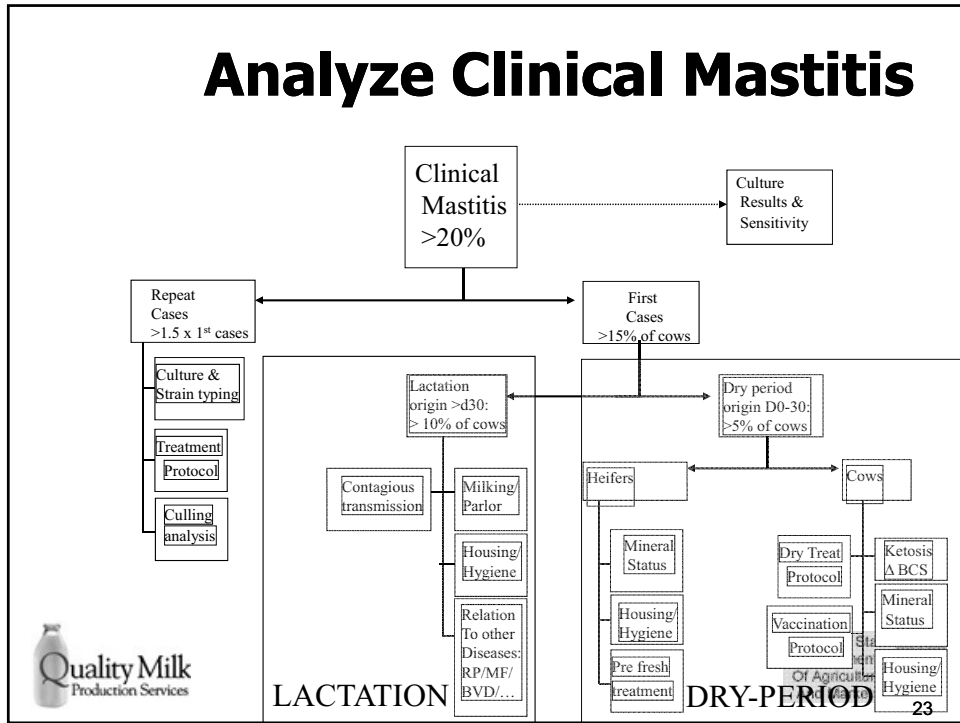 Analyze Clinical Mastitis
Clinical
Mastitis
>20%
Culture
Results &
Sensitivity
Repeat
Cases
>1.5 x 1st cases
First
Cases
>15% of cows
Culture &
Strain typing
Treatment
Protocol
Culling
analysis
Lactation
origin >d30:
> 10% of cows
Dry period
origin D0-30:
>5% of cows
Contagious
transmission
Milking/
Parlor
Housing/
Hygiene
Relation
To other
Diseases:
RP/MF/
BVD/…
Heifers
Mineral
Status
Housing/
Hygiene
Pre fresh
treatment
Cows
Dry Treat
Protocol
Vaccination
Protocol
Ketosis
Δ BCS
Mineral
Status
Housing/
Hygiene
LACTATION
DRY-PERIOD
Quality Milk
Production Services
Of
23